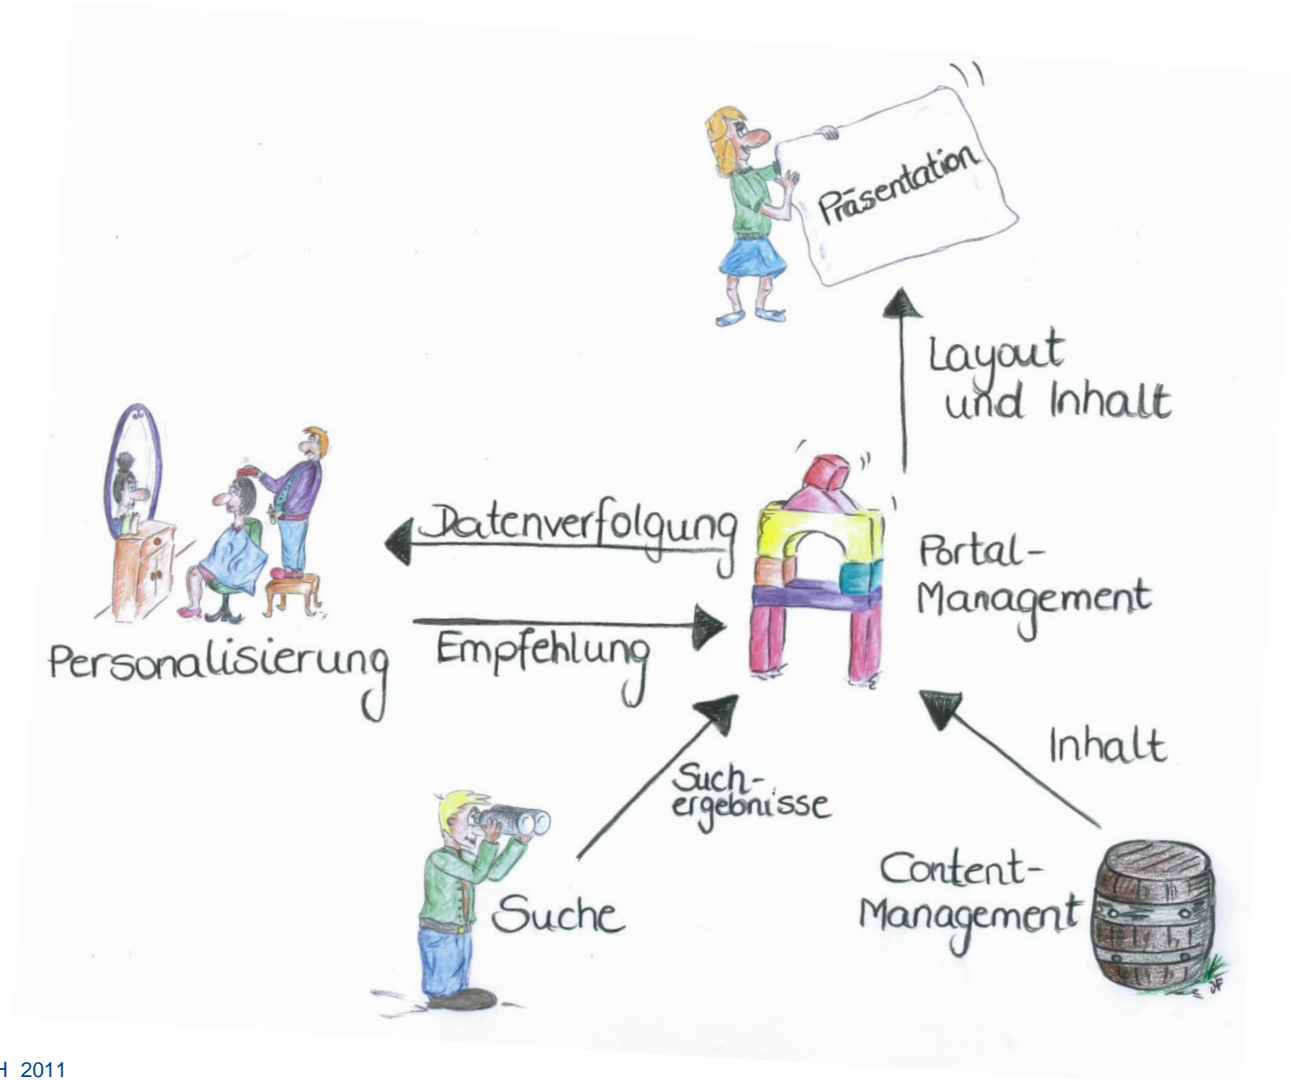 Präsentation
Layout
und Inhalt
Datenverfolgung
Portal-
Management
Empfehlung
Personalisierung
Such-
ergebnisse
Inhalt
Suche
Content-
Management
H 2011